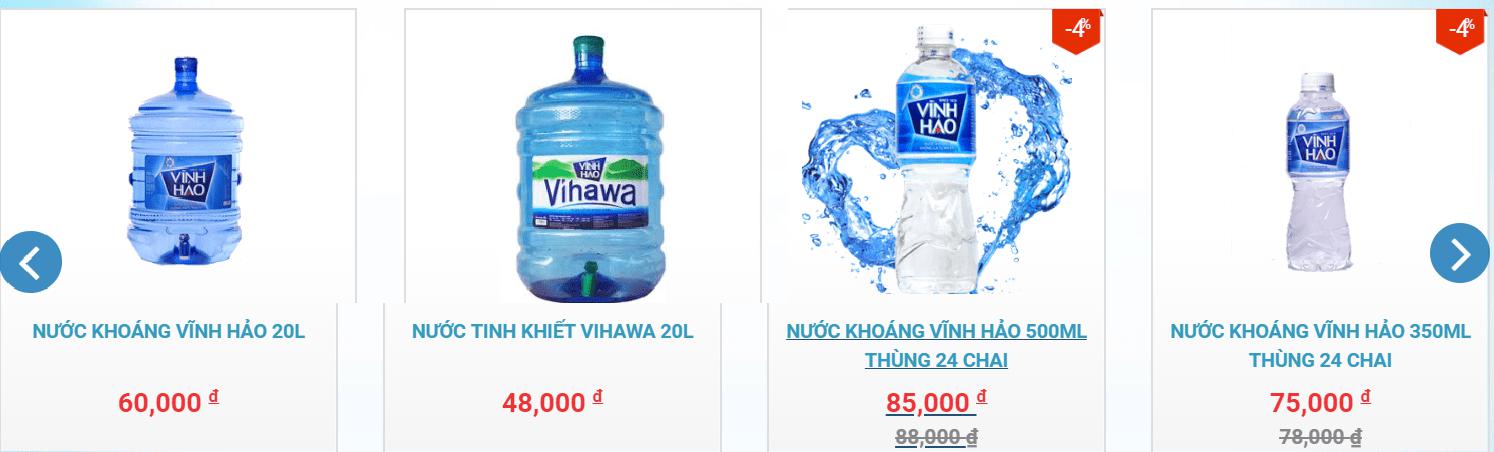 -4%
-4%
VĨNH
HẢO
VĨNH
HẢO
Vihawa
VĨNH
HẢO
VĨNH
HẢO
NƯỚC KHOÁNG VĨNH HẢO 20L
NƯỚC TINH KHIẾT VIHAWA 20L
NƯỚC KHOÁNG VĨNH HẢO 500ML
THÙNG 24 CHAI
NƯỚC KHOÁNG VĨNH HẢO 350ML
THÙNG 24 CHAI
60,000 đ
48,000 đ
85,000 đ
88,000 ₫
75,000 đ
78,000 ₫